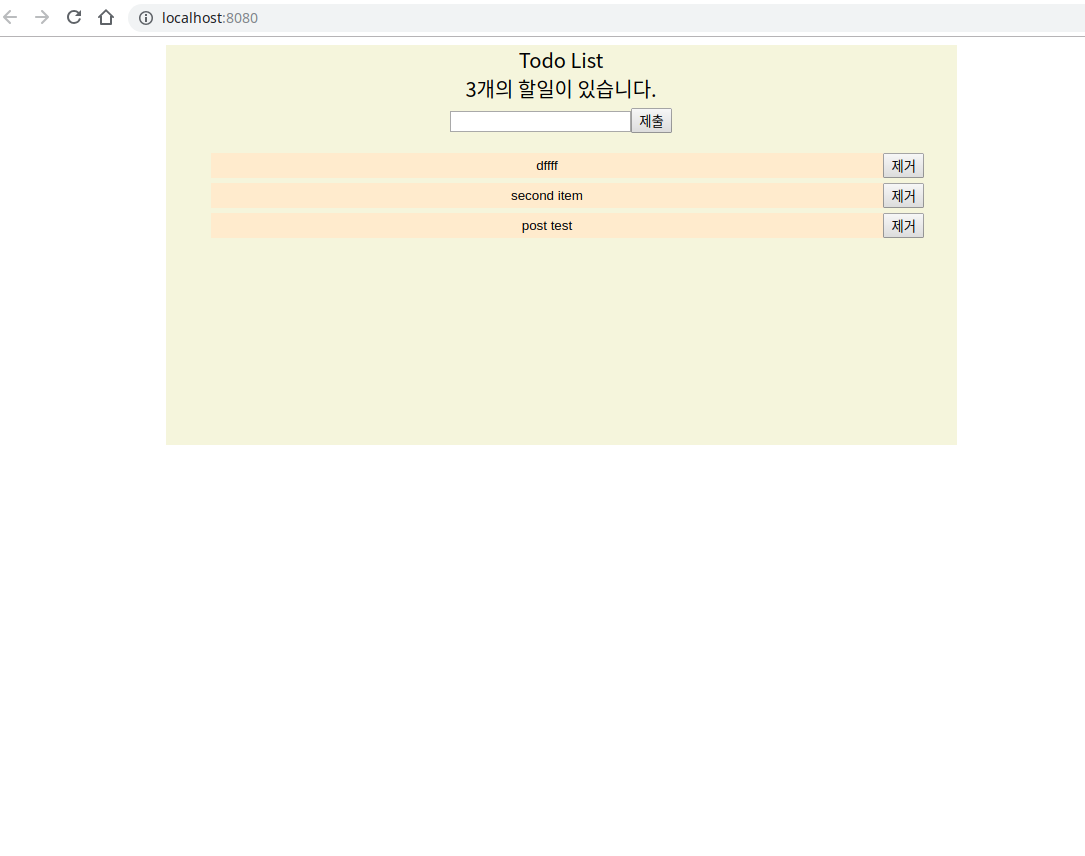 localhost:8080
Todo List
3개의 할일이 있습니다.
제출
dffff 제거
second item 제거
post test 제거